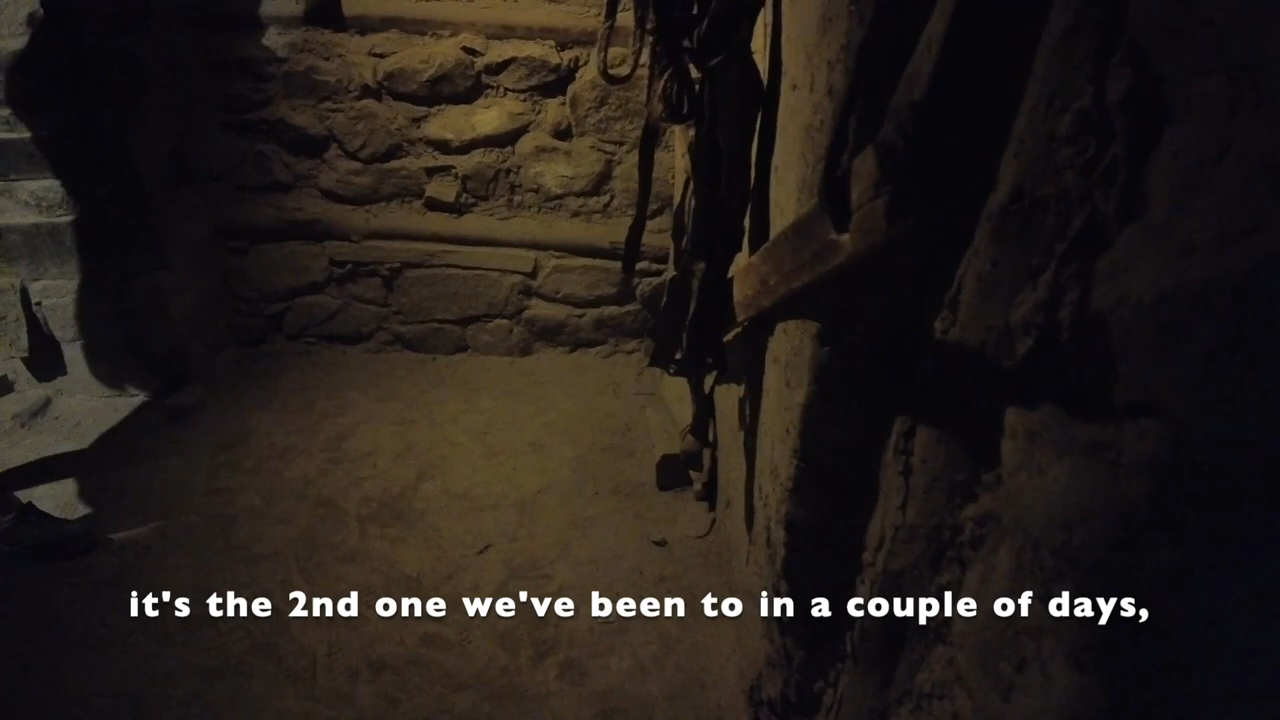 it's the 2nd one we've been to in a couple of days,